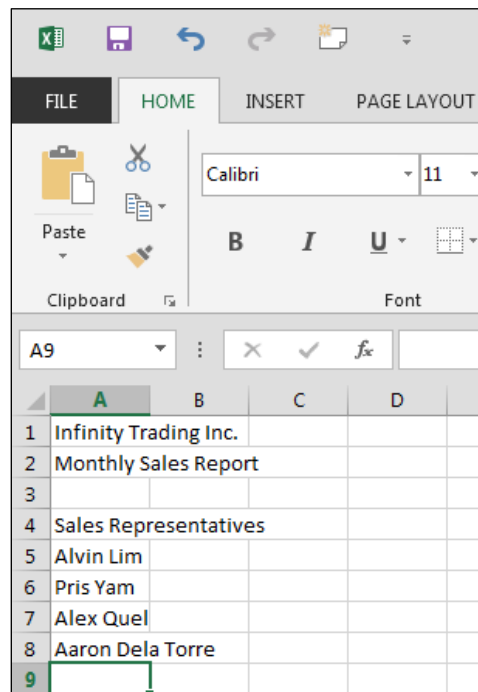 FILE HOME INSERT PAGE LAYOUT
Calibri 11
Paste
B I U
Clipboard Font
A9 fx
A B C D
1 Infinity Trading Inc.
2 Monthly Sales Report
3
4 Sales Representatives
5 Alvin Lim
6 Pris Yam
7 Alex Quel
8 Aaron Dela Torre
9